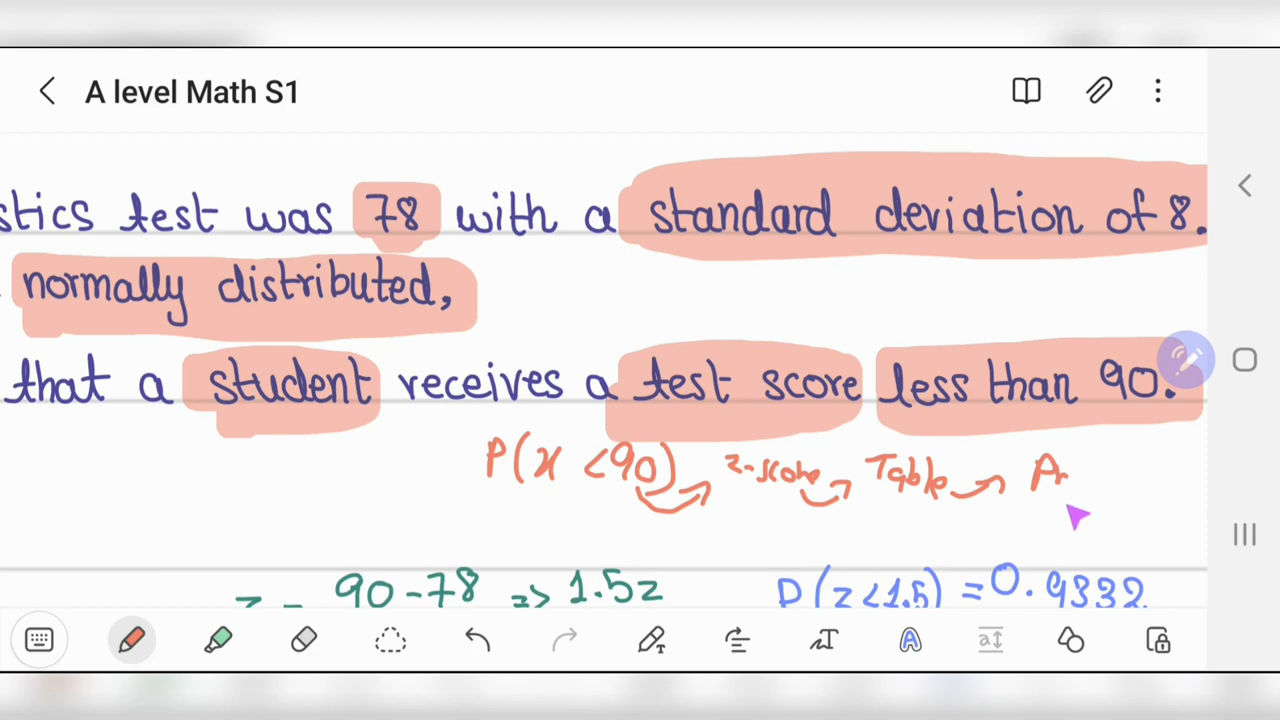 A level Math S1
stics test was 78 with a standard deviation of 8.
normally distributed,
that a student receives a test score less than 90.
P(x <90) z-score Table Ar
90-78 => 1.5z P(z<1.5) =0.9332